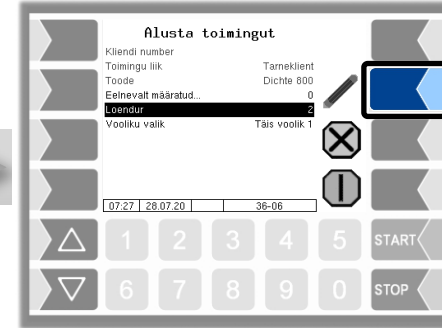 Alusta toimingut
Kliendi number
Toimingu liik Tarneklient
Toode Dichte 800
Eelnevalt määratud... 0
Loendur 2
Vooliku valik Täis voolik 1
07:27 28.07.20 36-06
1 2 3 4 5 START
6 7 8 9 0 STOP